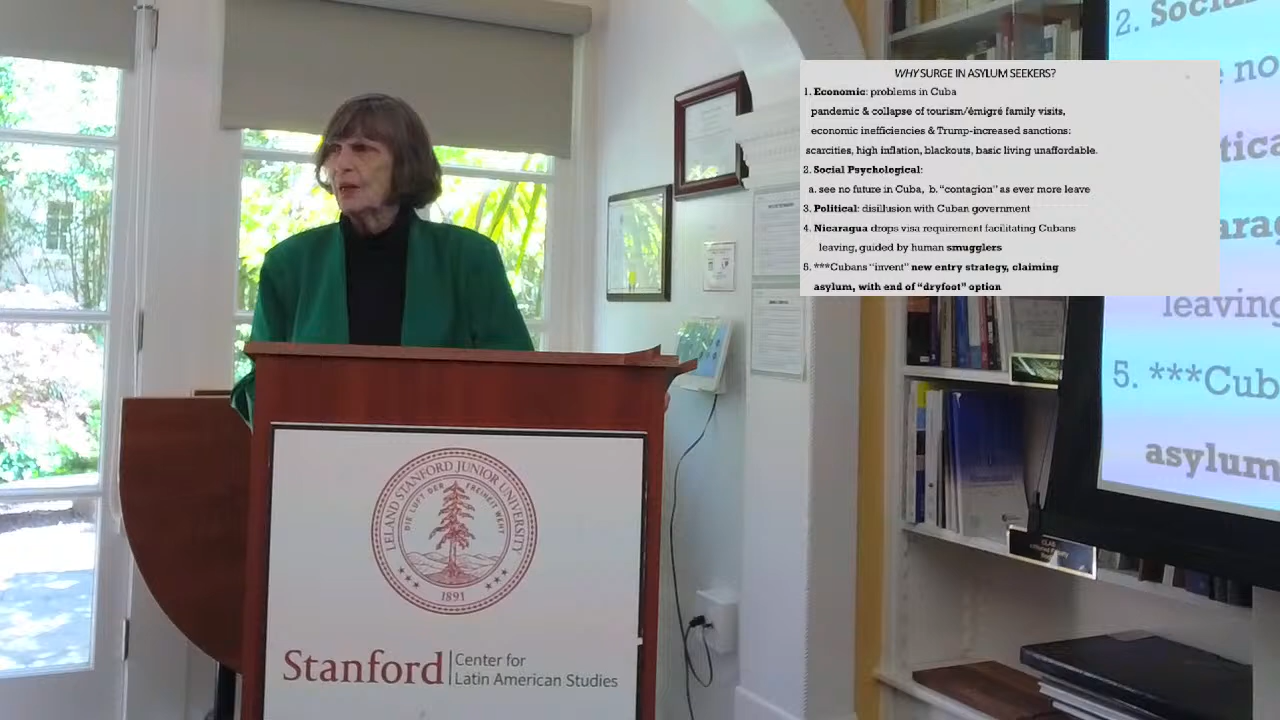 WHY SURGE IN ASYLUM SEEKERS?
1. Economic: problems in Cuba
pandemic & collapse of tourism/émigré family visits,
economic inefficiencies & Trump-increased sanctions:
scarcities, high inflation, blackouts, basic living unaffordable.
2. Social Psychological:
a. see no future in Cuba, b. "contagion" as ever more leave
3. Political: disillusion with Cuban government
4. Nicaragua drops visa requirement facilitating Cubans
leaving, guided by human smugglers
5. ***Cubans "invent" new entry strategy, claiming
asylum, with end of "dryfoot" option
2. Social
e no
tica
arag
leaving
5. ***Cub
asylum
LELAND STANFORD JUNIOR UNIVERSITY
DIE LUFT DER FREIHEIT WEHT
1891
Stanford
Center for
Latin American Studies